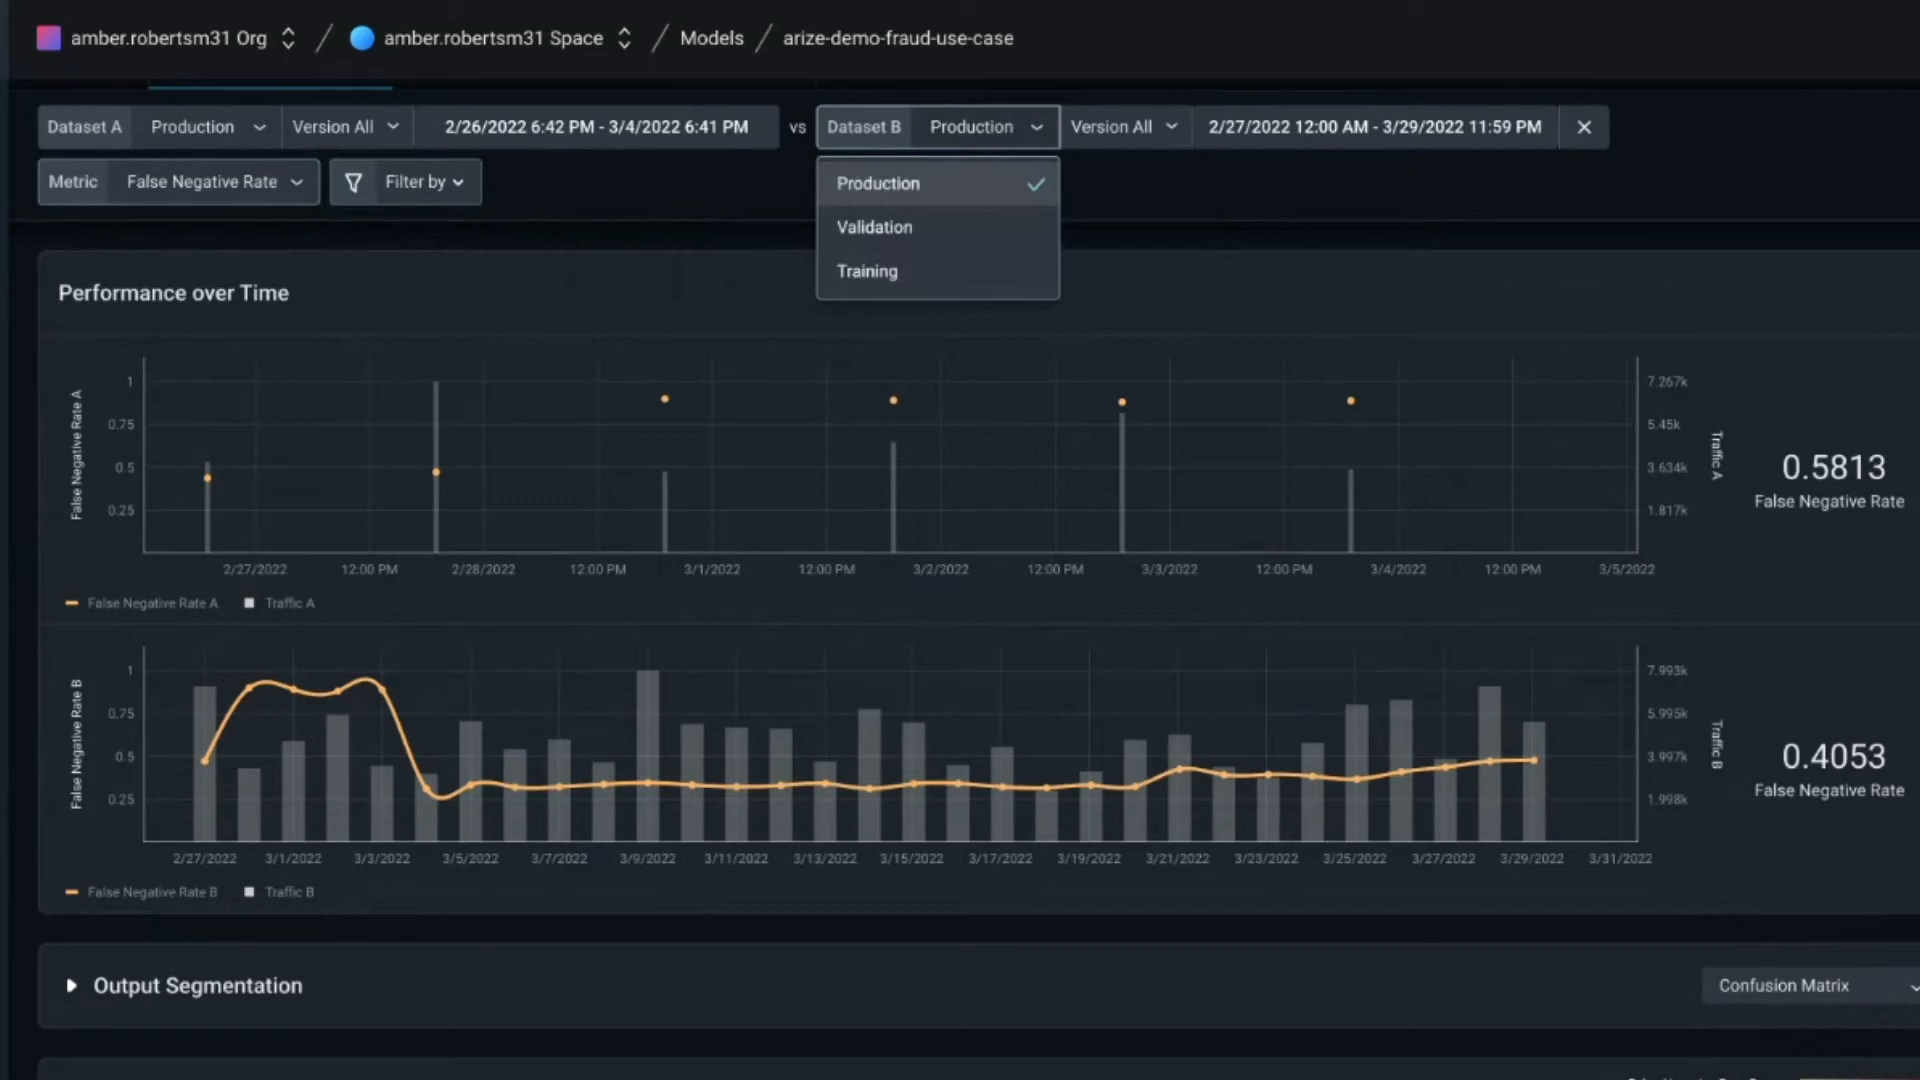 amber.robertsm31 Org / amber.robertsm31 Space / Models / arize-demo-fraud-use-case
Dataset A Production Version All 2/26/2022 6:42 PM - 3/4/2022 6:41 PM vs Dataset B Production Version All 2/27/2022 12:00 AM - 3/29/2022 11:59 PM
Metric False Negative Rate Filter by
Production
Validation
Training
Performance over Time
False Negative Rate A
1
0.75
0.5
0.25
7.267k
5.45k
3.634k
1.817k
Traffic A
0.5813
False Negative Rate
2/27/2022 12:00 PM 2/28/2022 12:00 PM 3/1/2022 12:00 PM 3/2/2022 12:00 PM 3/3/2022 12:00 PM 3/4/2022 12:00 PM 3/5/2022
False Negative Rate A Traffic A
False Negative Rate B
1
0.75
0.5
0.25
7.993k
5.995k
3.997k
1.998k
Traffic B
0.4053
False Negative Rate
2/27/2022 3/1/2022 3/3/2022 3/5/2022 3/7/2022 3/9/2022 3/11/2022 3/13/2022 3/15/2022 3/17/2022 3/19/2022 3/21/2022 3/23/2022 3/25/2022 3/27/2022 3/29/2022 3/31/2022
False Negative Rate B Traffic B
Output Segmentation
Confusion Matrix